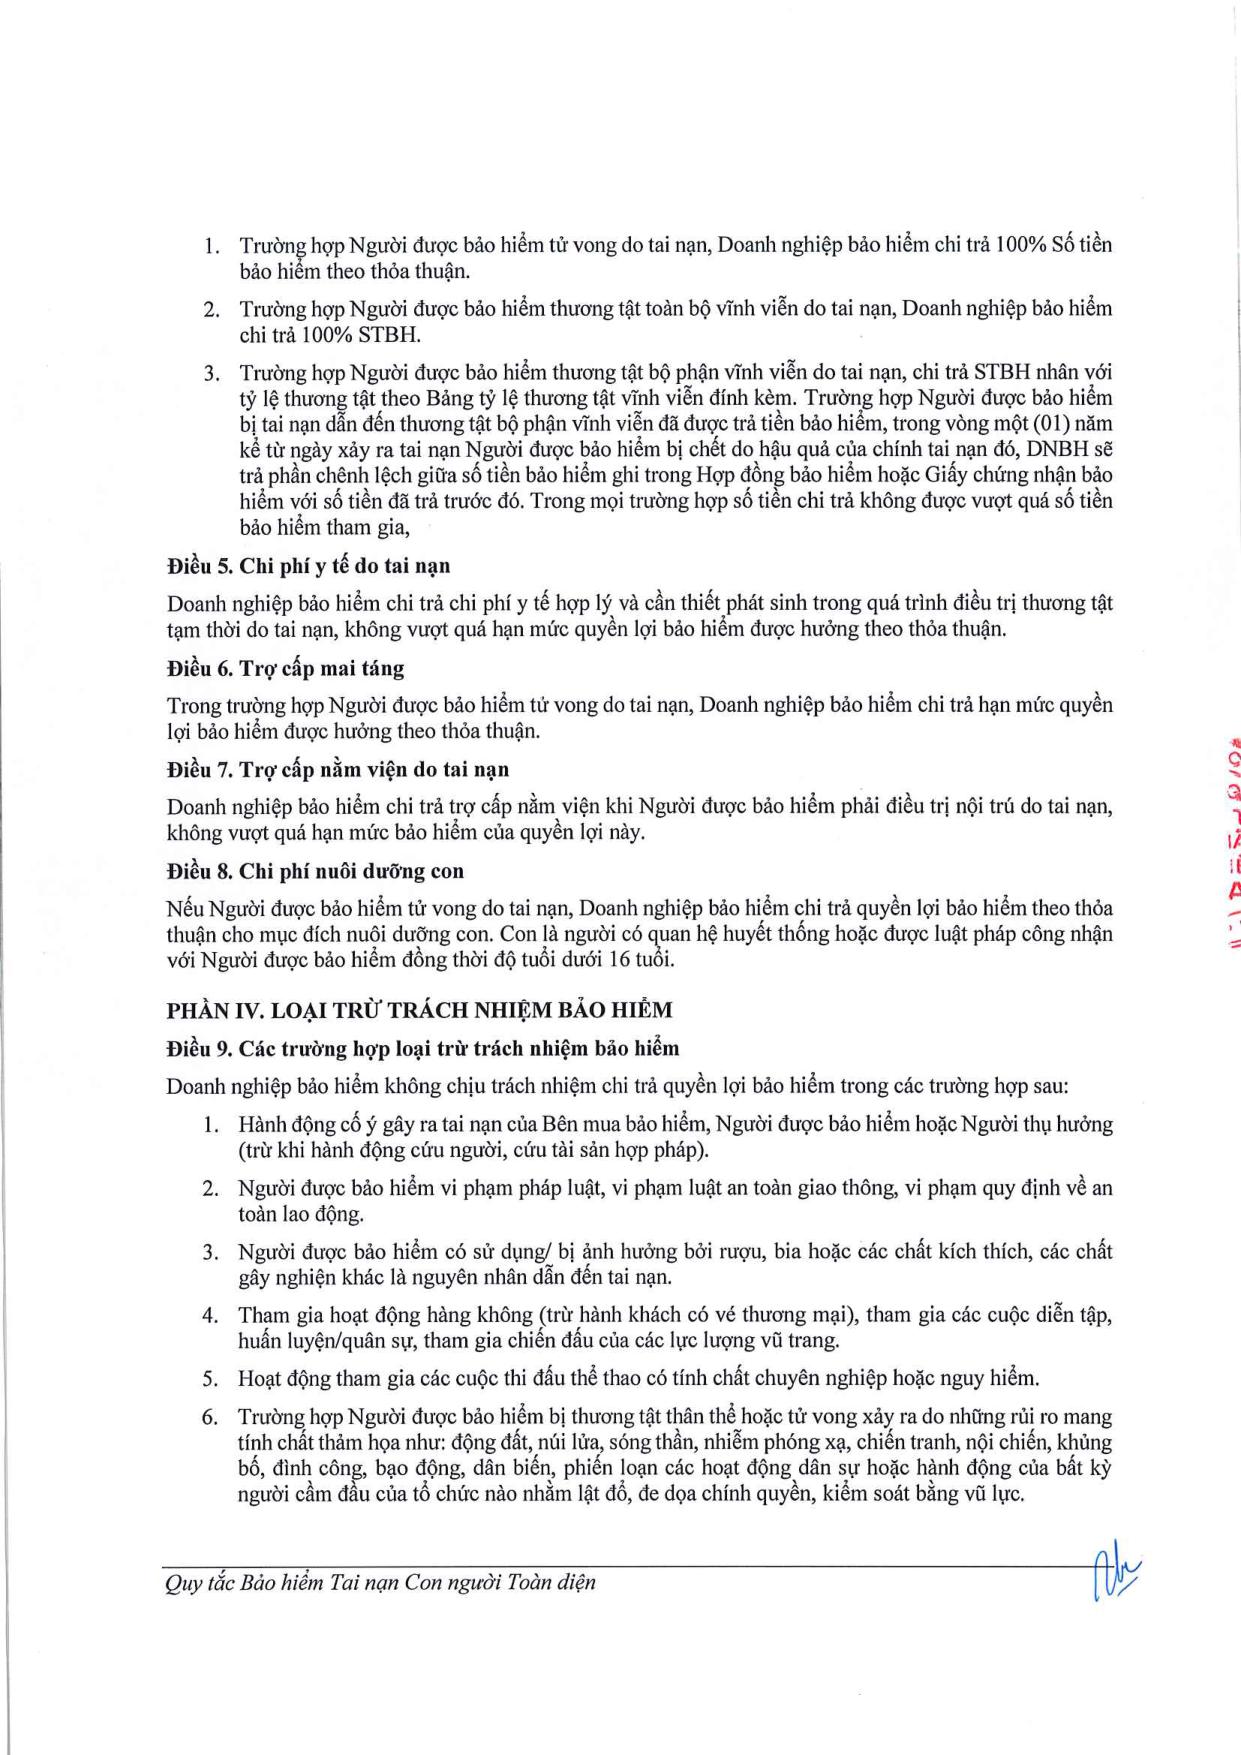 1. Trường hợp Người được bảo hiểm tử vong do tai nạn, Doanh nghiệp bảo hiểm chi trả 100% Số tiền
bảo hiểm theo thỏa thuận.
2. Trường hợp Người được bảo hiểm thương tật toàn bộ vĩnh viễn do tai nạn, Doanh nghiệp bảo hiểm
chi trả 100% STBH.
3. Trường hợp Người được bảo hiểm thương tật bộ phận vĩnh viễn do tai nạn, chi trả STBH nhân với
tỷ lệ thương tật theo Bảng tỷ lệ thương tật vĩnh viễn đính kèm. Trường hợp Người được bảo hiểm
bị tai nạn dẫn đến thương tật bộ phận vĩnh viễn đã được trả tiền bảo hiểm, trong vòng một (01) năm
kể từ ngày xảy ra tai nạn Người được bảo hiểm bị chết do hậu quả của chính tai nạn đó, DNBH sẽ
trả phần chênh lệch giữa số tiền bảo hiểm ghi trong Hợp đồng bảo hiểm hoặc Giấy chứng nhận bảo
hiểm với số tiền đã trả trước đó. Trong mọi trường hợp số tiền chi trả không được vượt quá số tiền
bảo hiểm tham gia,
Điều 5. Chi phí y tế do tai nạn
Doanh nghiệp bảo hiểm chi trả chi phí y tế hợp lý và cần thiết phát sinh trong quá trình điều trị thương tật
tạm thời do tai nạn, không vượt quá hạn mức quyền lợi bảo hiểm được hưởng theo thỏa thuận.
Điều 6. Trợ cấp mai táng
Trong trường hợp Người được bảo hiểm tử vong do tai nạn, Doanh nghiệp bảo hiểm chi trả hạn mức quyền
lợi bảo hiểm được hưởng theo thỏa thuận.
Điều 7. Trợ cấp nằm viện do tai nạn
Doanh nghiệp bảo hiểm chi trả trợ cấp nằm viện khi Người được bảo hiểm phải điều trị nội trú do tai nạn,
không vượt quá hạn mức bảo hiểm của quyền lợi này.
Điều 8. Chi phí nuôi dưỡng con
Nếu Người được bảo hiểm tử vong do tai nạn, Doanh nghiệp bảo hiểm chi trả quyền lợi bảo hiểm theo thỏa
thuận cho mục đích nuôi dưỡng con. Con là người có quan hệ huyết thống hoặc được luật pháp công nhận
với Người được bảo hiểm đồng thời độ tuổi dưới 16 tuổi.
PHẦN IV. LOẠI TRỪ TRÁCH NHIỆM BẢO HIỂM
Điều 9. Các trường hợp loại trừ trách nhiệm bảo hiểm
Doanh nghiệp bảo hiểm không chịu trách nhiệm chi trả quyền lợi bảo hiểm trong các trường hợp sau:
1. Hành động cố ý gây ra tai nạn của Bên mua bảo hiểm, Người được bảo hiểm hoặc Người thụ hưởng
(trừ khi hành động cứu người, cứu tài sản hợp pháp).
2. Người được bảo hiểm vi phạm pháp luật, vi phạm luật an toàn giao thông, vi phạm quy định về an
toàn lao động.
3. Người được bảo hiểm có sử dụng/ bị ảnh hưởng bởi rượu, bia hoặc các chất kích thích, các chất
gây nghiện khác là nguyên nhân dẫn đến tai nạn.
4. Tham gia hoạt động hàng không (trừ hành khách có vé thương mại), tham gia các cuộc diễn tập,
huấn luyện/quân sự, tham gia chiến đấu của các lực lượng vũ trang.
5. Hoạt động tham gia các cuộc thi đấu thể thao có tính chất chuyên nghiệp hoặc nguy hiểm.
6. Trường hợp Người được bảo hiểm bị thương tật thân thể hoặc tử vong xảy ra do những rủi ro mang
tính chất thảm họa như: động đất, núi lửa, sóng thần, nhiễm phóng xạ, chiến tranh, nội chiến, khủng
bố, đình công, bạo động, dân biến, phiến loạn các hoạt động dân sự hoặc hành động của bất kỳ
người cầm đầu của tổ chức nào nhằm lật đổ, đe dọa chính quyền, kiểm soát bằng vũ lực.
Quy tắc Bảo hiểm Tai nạn Con người Toàn diện